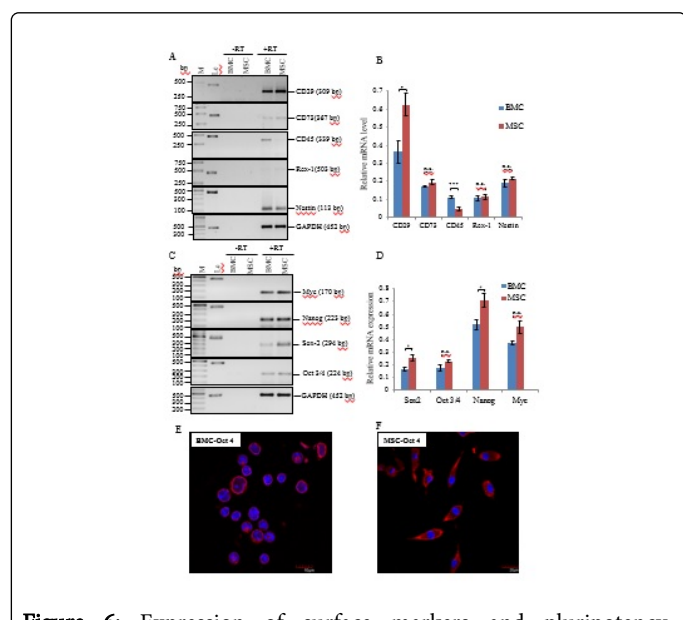 A
-RT +RT
bp M BMC MSC BMC MSC
500
250
CD29 (309 bp)
750
500
250
CD73(367 bp)
500
250
CD45 (339 bp)
750
500
250
Rex-1(503 bp)
300
100
Nestin (113 bp)
500
300
GAPDH (452 bp)
B
Relative mRNA level
0.7
0.6
0.5
0.4
0.3
0.2
0.1
0
BMC
MSC
*
n.s.
***
n.s.
n.s.
CD29 CD73 CD45 Rex-1 Nestin
C
-RT +RT
bp M BMC MSC BMC MSC
Myc (170 bp)
Nanog (223 bp)
Sox-2 (294 bp)
Oct 3/4 (224 bp)
GAPDH (452 bp)
D
Relative mRNA expression
0.8
0.7
0.6
0.5
0.4
0.3
0.2
0.1
0
BMC
MSC
*
n.s.
*
n.s.
Sox2 Oct 3/4 Nanog Myc
E
BMC-Oct 4
F
MSC-Oct 4
Figure 6: Expression of surface markers and pluripotency